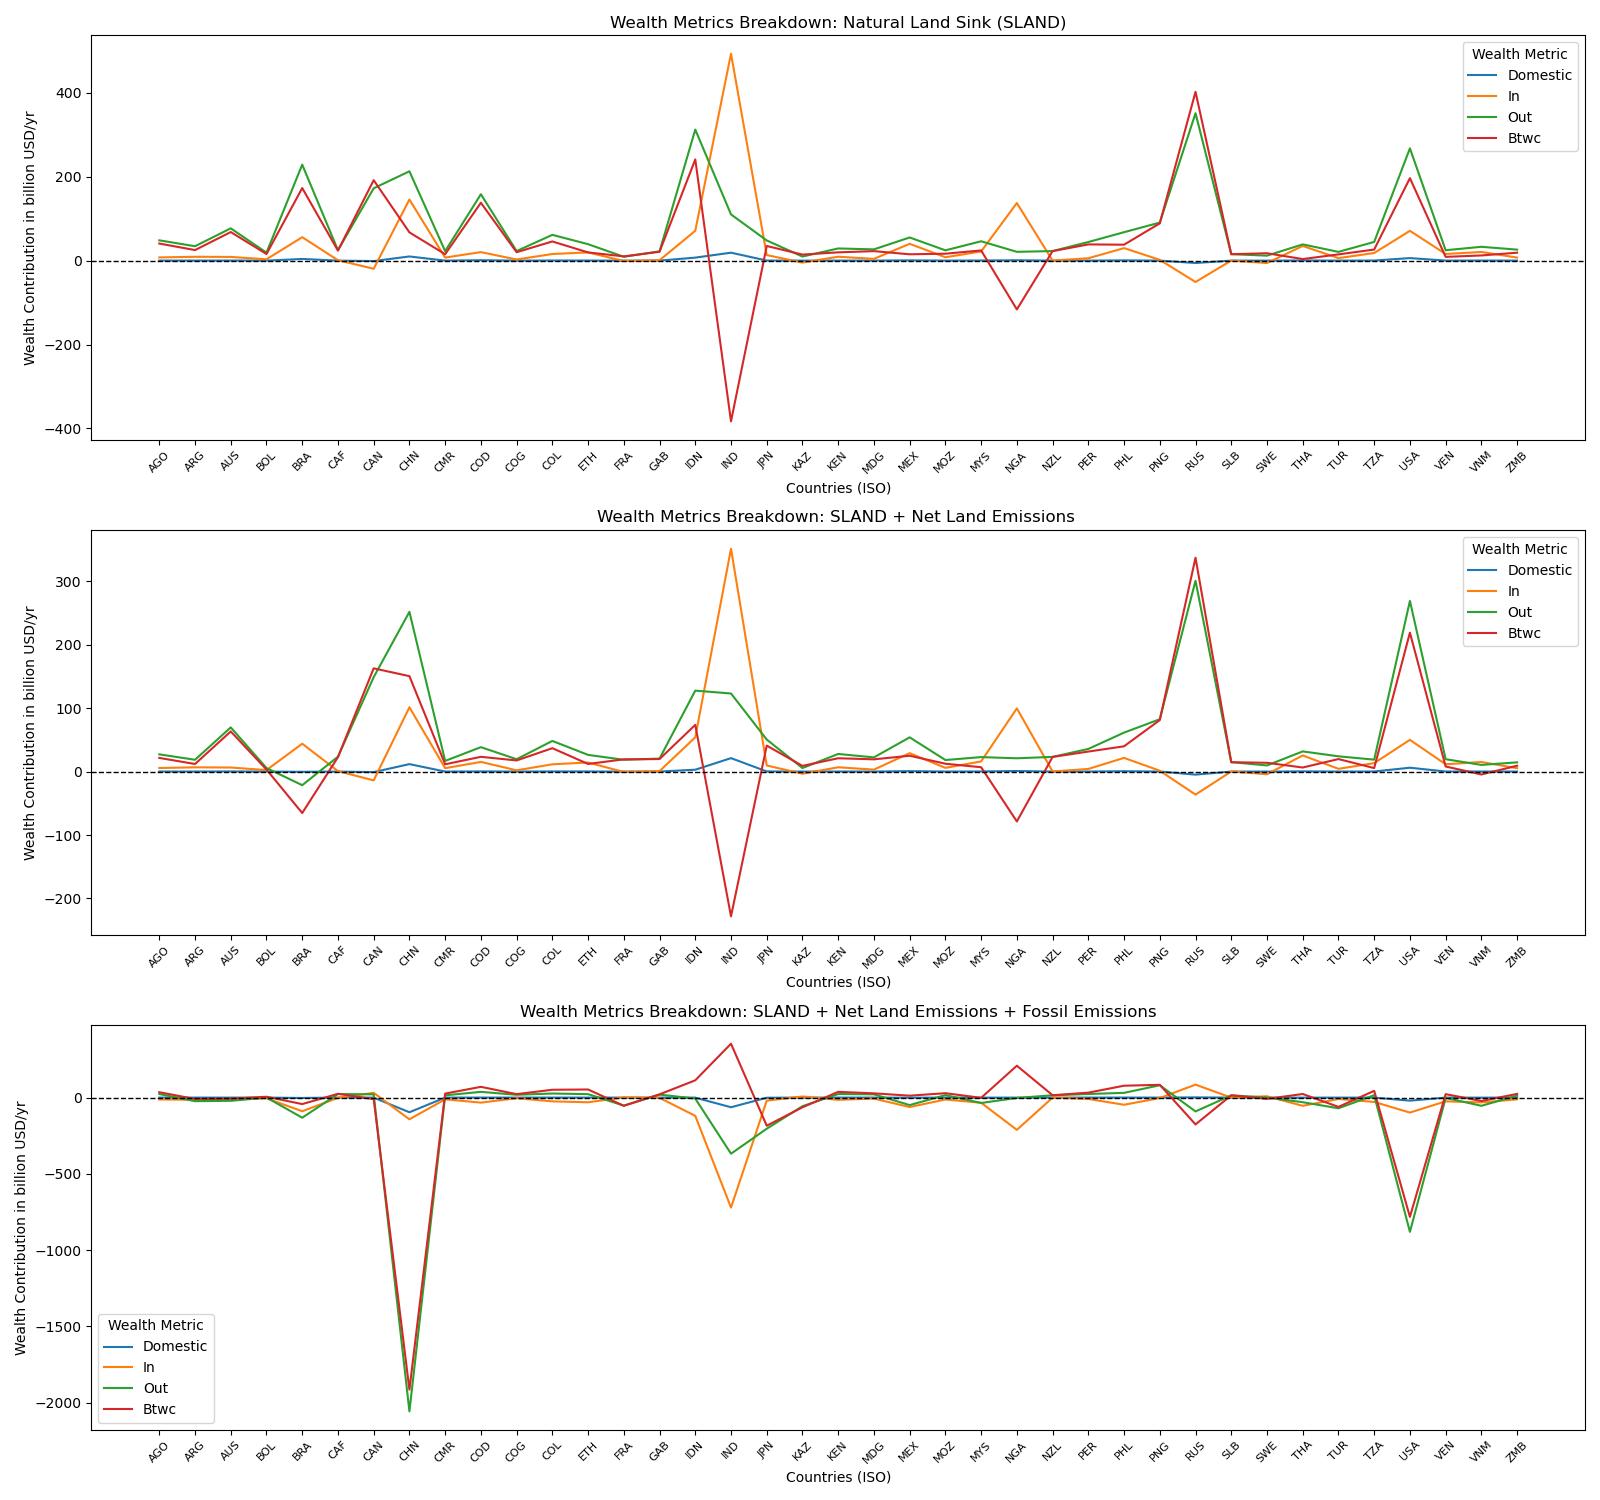 Wealth Metrics Breakdown: Natural Land Sink (SLAND)
Wealth Contribution in billion USD/yr
400
200
0
−200
−400
Wealth Metric
Domestic
In
Out
Btwc
AGO ARG AUS BOL BRA CAF CAN CHN CMR COD COG COL ETH FRA GAB IDN IND JPN KAZ KEN MDG MEX MOZ MYS NGA NZL PER PHL PNG RUS SLB SWE THA TUR TZA USA VEN VNM ZMB
Countries (ISO)
Wealth Metrics Breakdown: SLAND + Net Land Emissions
Wealth Contribution in billion USD/yr
300
200
100
0
−100
−200
Wealth Metric
Domestic
In
Out
Btwc
AGO ARG AUS BOL BRA CAF CAN CHN CMR COD COG COL ETH FRA GAB IDN IND JPN KAZ KEN MDG MEX MOZ MYS NGA NZL PER PHL PNG RUS SLB SWE THA TUR TZA USA VEN VNM ZMB
Countries (ISO)
Wealth Metrics Breakdown: SLAND + Net Land Emissions + Fossil Emissions
Wealth Contribution in billion USD/yr
0
−500
−1000
−1500
−2000
Wealth Metric
Domestic
In
Out
Btwc
AGO ARG AUS BOL BRA CAF CAN CHN CMR COD COG COL ETH FRA GAB IDN IND JPN KAZ KEN MDG MEX MOZ MYS NGA NZL PER PHL PNG RUS SLB SWE THA TUR TZA USA VEN VNM ZMB
Countries (ISO)